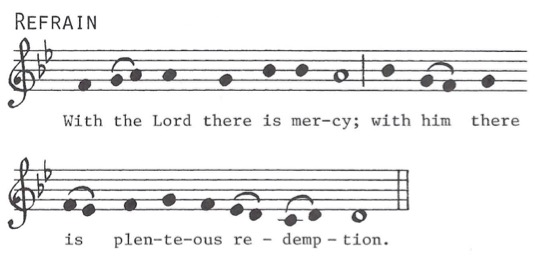 REFRAIN
With the Lord there is mer-cy; with him there
is plen-te-ous re - demp - tion.